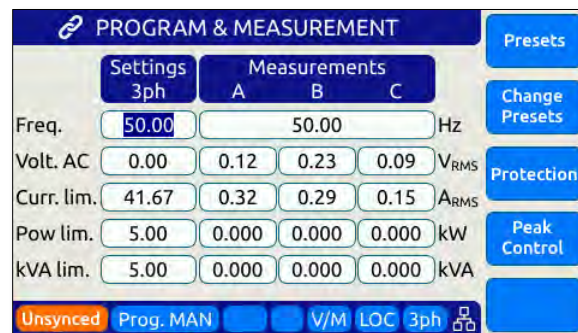 PROGRAM & MEASUREMENT
Presets
Settings Measurements
3ph A B C
Change
Presets
Freq. 50.00 50.00 Hz
Volt. AC 0.00 0.12 0.23 0.09 VRMS
Protection
Curr. lim. 41.67 0.32 0.29 0.15 ARMS
Pow lim. 5.00 0.000 0.000 0.000 kW
Peak
Control
kVA lim. 5.00 0.000 0.000 0.000 kVA
Unsynced Prog. MAN V/M LOC 3ph